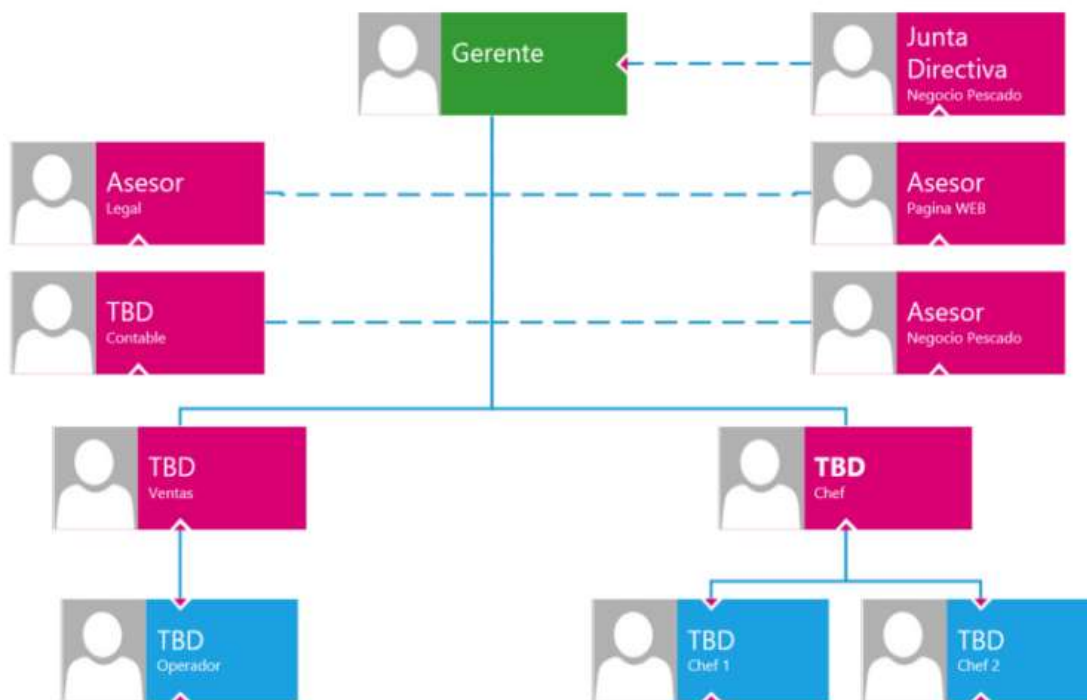 Gerente
Junta
Directiva
Negocio Pescado
Asesor
Legal
Asesor
Pagina WEB
TBD
Contable
Asesor
Negocio Pescado
TBD
Ventas
TBD
Chef
TBD
Operador
TBD
Chef 1
TBD
Chef 2